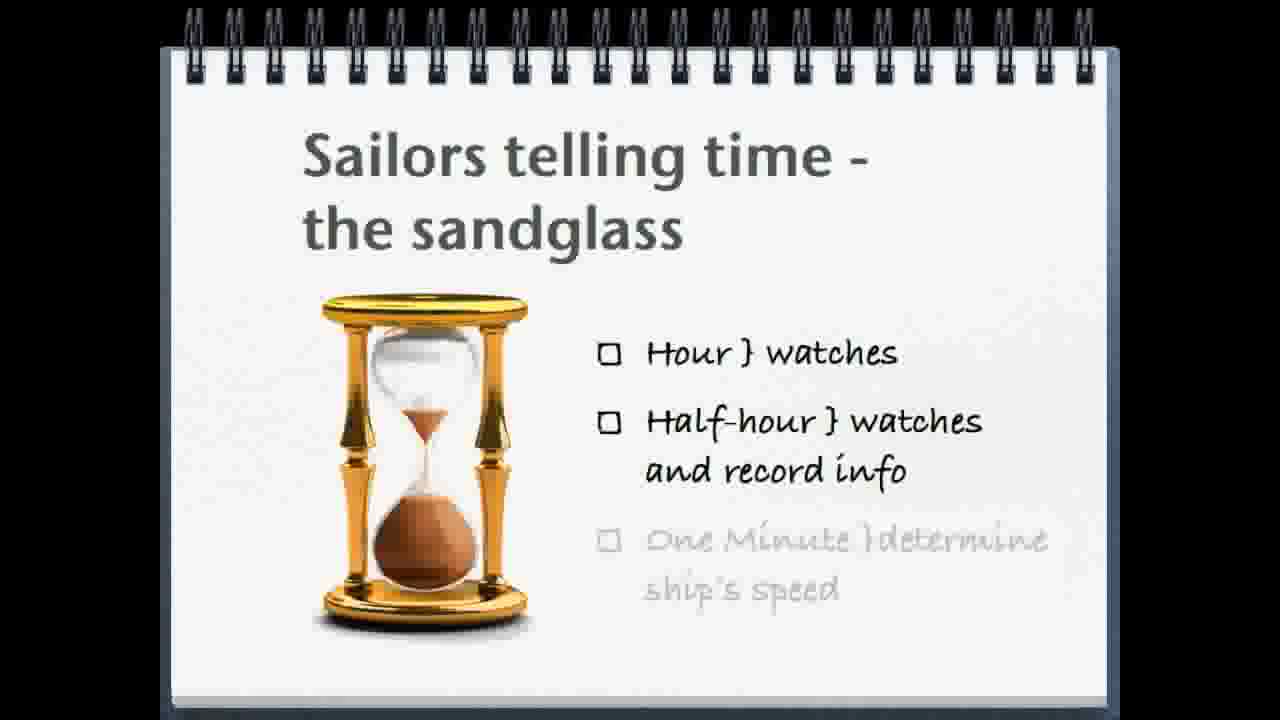 Sailors telling time -
the sandglass
Hour } watches
Half-hour } watches
and record info
One Minute }determine
ship's speed